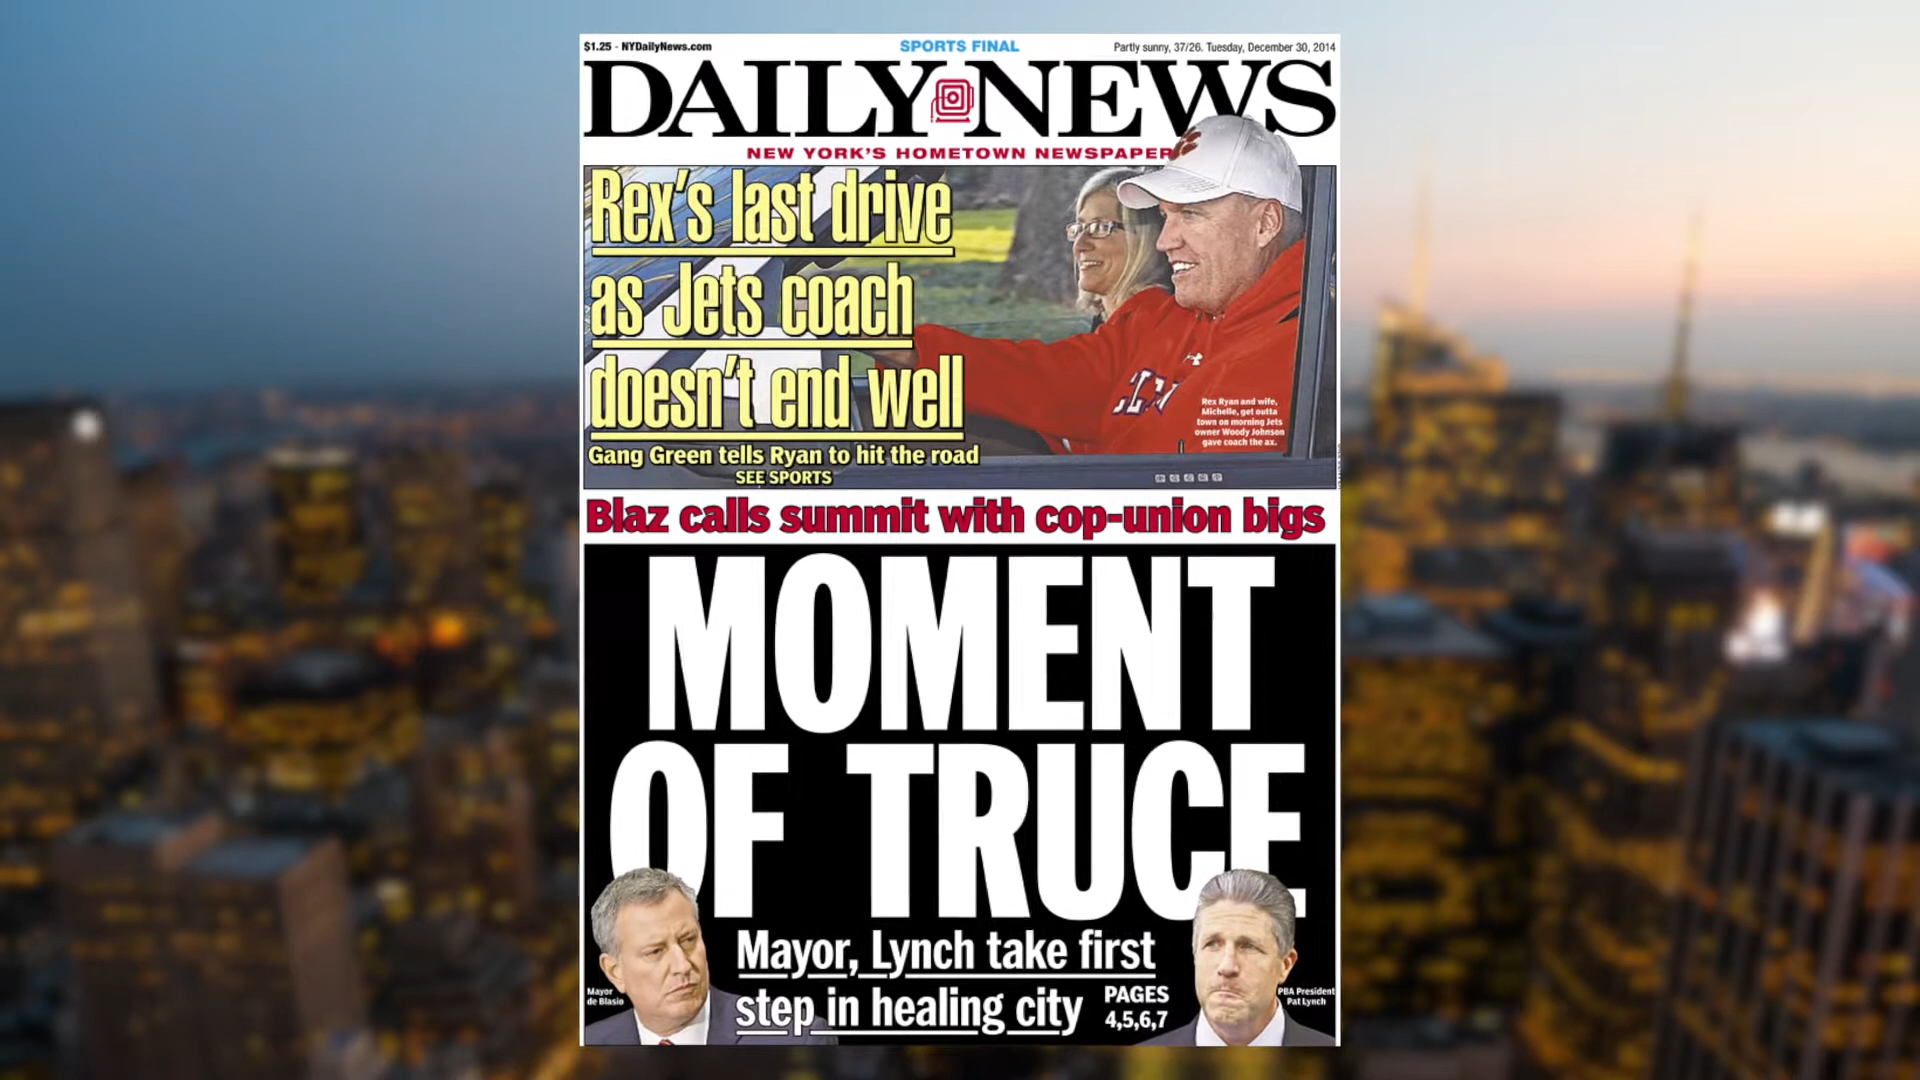 $1.25 - NYDailyNews.com
SPORTS FINAL
Partly sunny, 37/26. Tuesday, December 30, 2014
DAILY NEWS
NEW YORK'S HOMETOWN NEWSPAPER
Rex's last drive
as Jets coach
doesn't end well
Gang Green tells Ryan to hit the road
SEE SPORTS
Rex Ryan and wife,
Michelle, get outta
town on morning Jets
owner Woody Johnson
gave coach the ax.
Blaz calls summit with cop-union bigs
MOMENT
OF TRUCE
Mayor, Lynch take first
step in healing city
PAGES
4,5,6,7
Mayor
de Blasio
PBA President
Pat Lynch